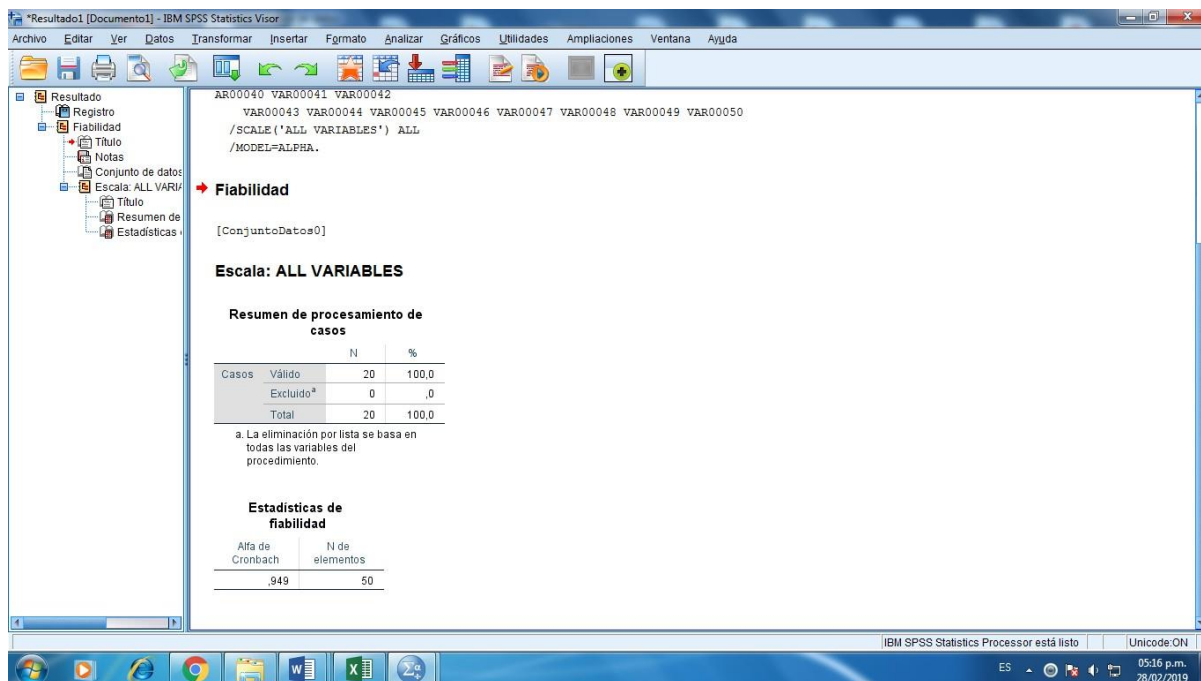 *Resultado1 [Documento1] - IBM SPSS Statistics Visor
Archivo Editar Ver Datos Transformar Insertar Formato Analizar Gráficos Utilidades Ampliaciones Ventana Ayuda
Resultado
Registro
Fiabilidad
Título
Notas
Conjunto de datos
Escala: ALL VARIA
Título
Resumen de
Estadísticas
AR00040 VAR00041 VAR00042
VAR00043 VAR00044 VAR00045 VAR00046 VAR00047 VAR00048 VAR00049 VAR00050
/SCALE('ALL VARIABLES') ALL
/MODEL=ALPHA.
Fiabilidad
[ConjuntoDatos0]
Escala: ALL VARIABLES
Resumen de procesamiento de
casos
N %
Casos Válido 20 100,0
Excluido a 0 ,0
Total 20 100,0
a. La eliminación por lista se basa en
todas las variables del
procedimiento.
Estadísticas de
fiabilidad
Alfa de N de
Cronbach elementos
,949 50
IBM SPSS Statistics Processor está listo Unicode:ON
ES 05:16 p.m.
28/02/2019